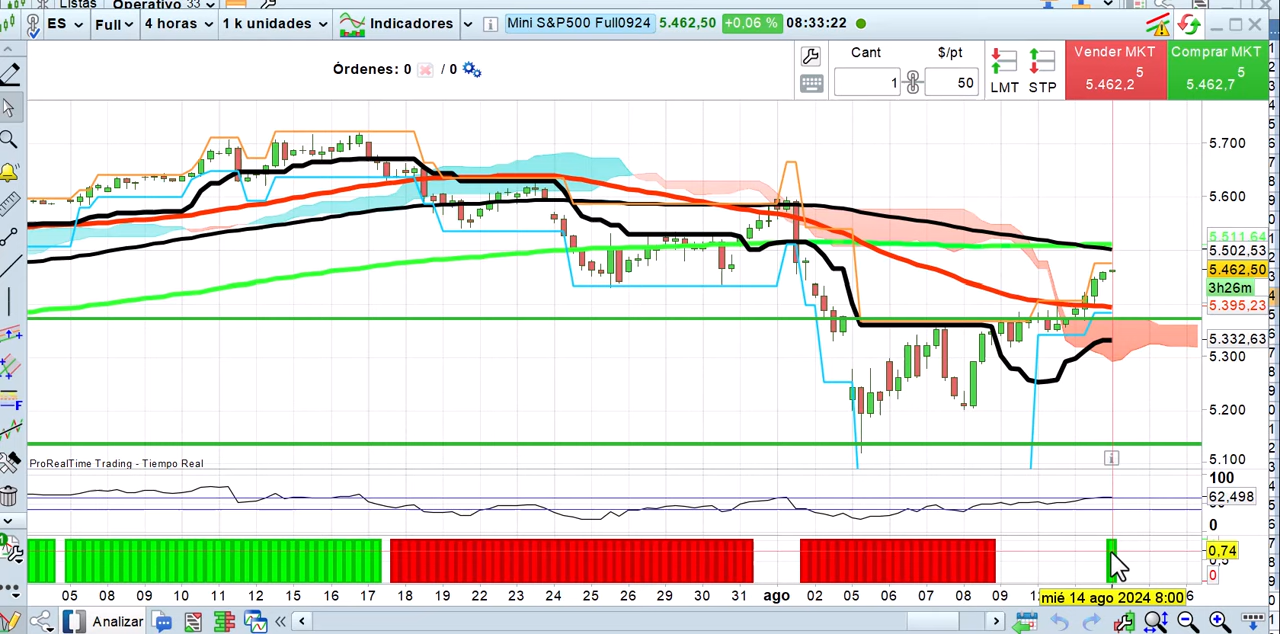 Listas
Operativo 33
ES
Full
4 horas
1 k unidades
Indicadores
Mini S&P500 Full0924
5.462,50
+0,06 %
08:33:22
Órdenes: 0
/ 0
Cant
$/pt
1
50
LMT
STP
Vender MKT
5.462,2 5
Comprar MKT
5.462,7 5
5.700
5.600
5.511,64
5.502,53
5.462,50
3h26m
5.395,23
5.332,63
5.300
5.200
5.100
ProRealTime Trading - Tiempo Real
100
62,498
0
0,74
0
05 08 09 10 11 12 15 16 17 18 19 22 23 24 25 26 29 30 31 ago 02 05 06 07 08 09
mié 14 ago 2024 8:00
Analizar